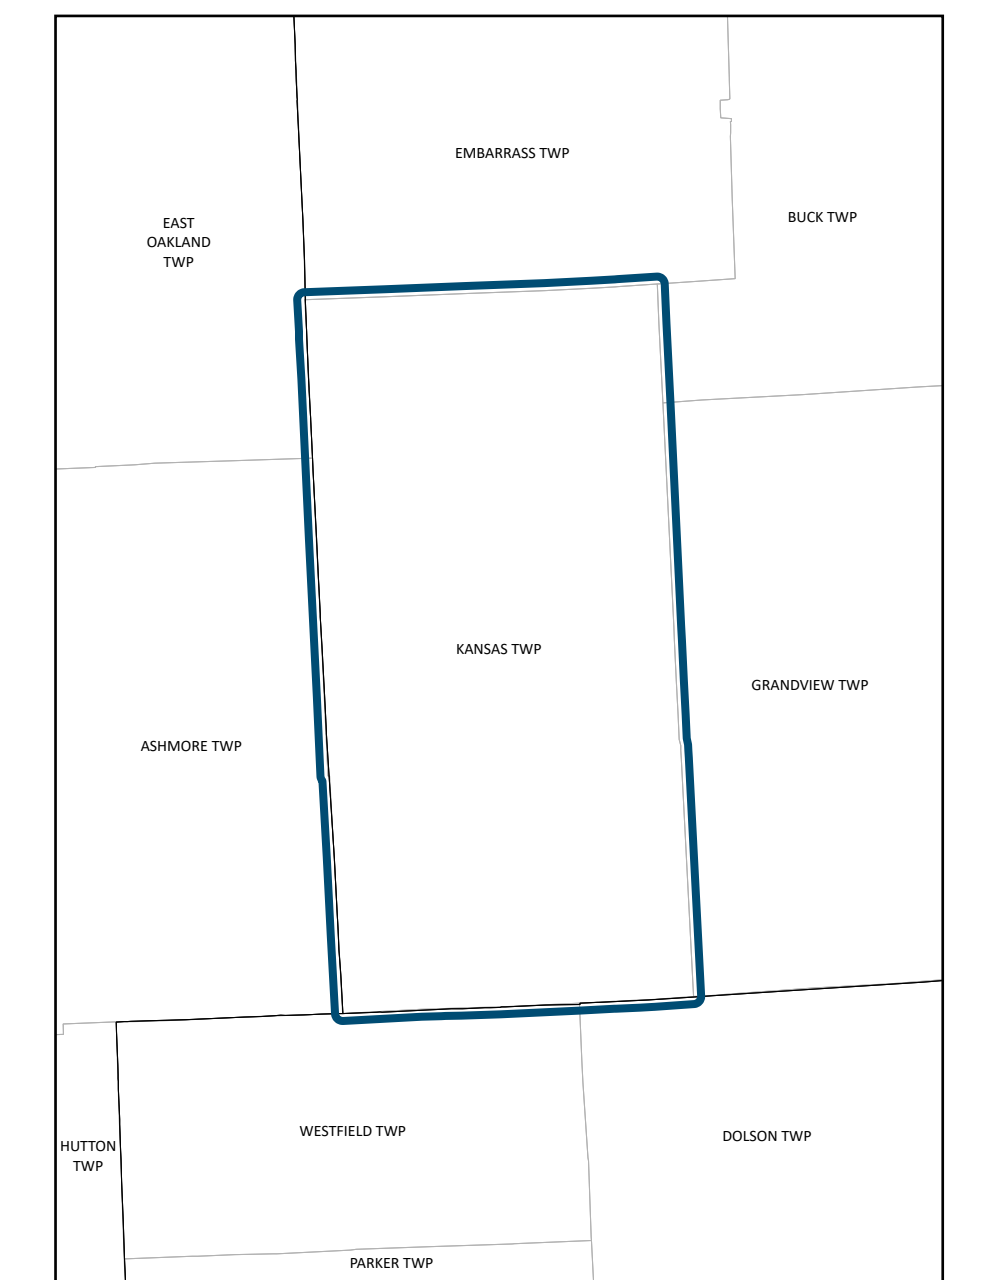 EMBARRASS TWP
BUCK TWP
EAST
OAKLAND
TWP
KANSAS TWP
GRANDVIEW TWP
ASHMORE TWP
WESTFIELD TWP
DOLSON TWP
HUTTON
TWP
PARKER TWP